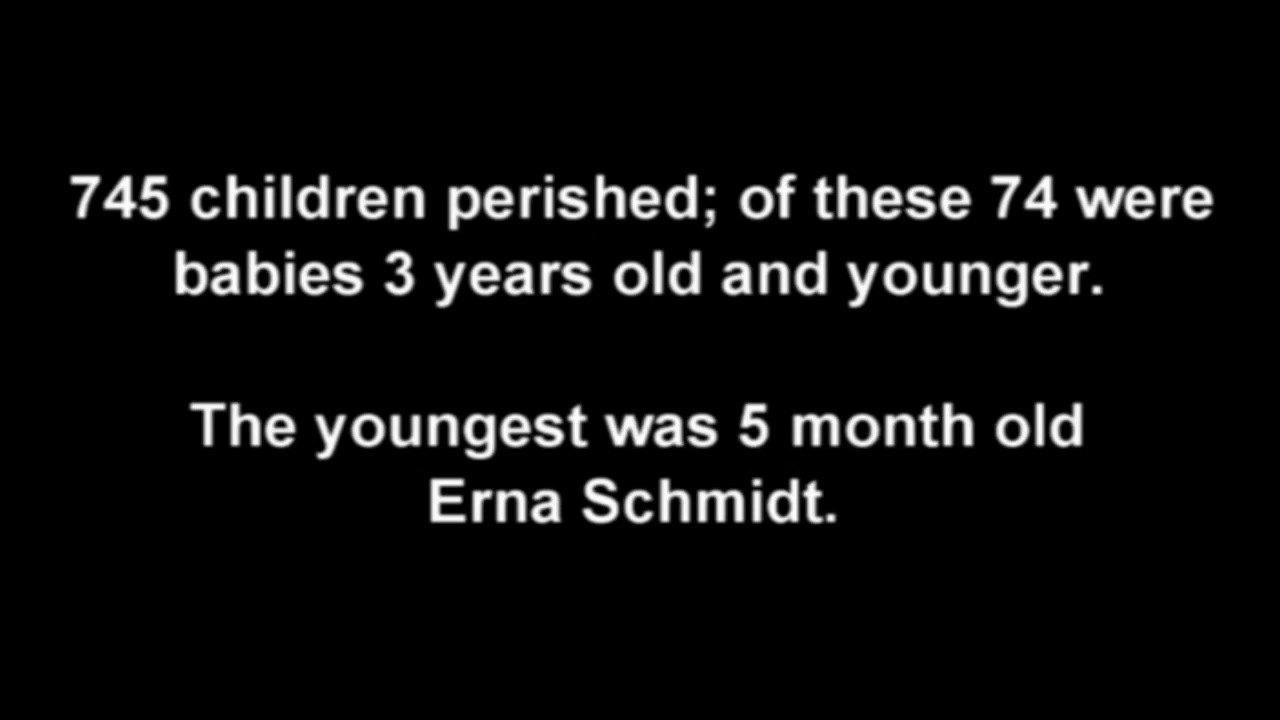 745 children perished; of these 74 were
babies 3 years old and younger.
The youngest was 5 month old
Erna Schmidt.